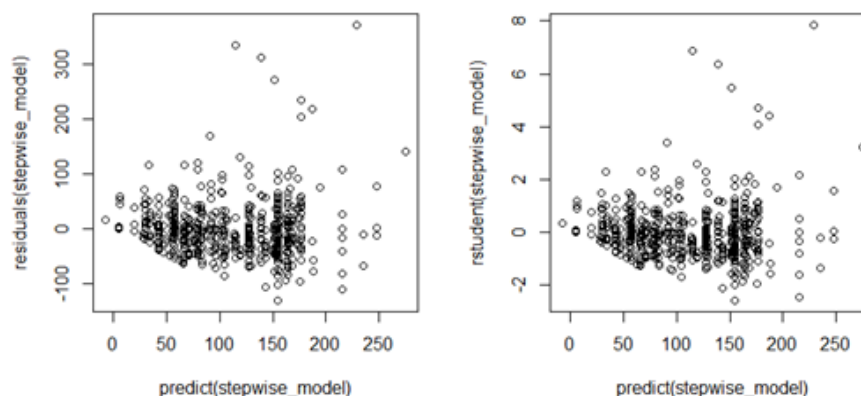 residuals(stepwise_model)
-100 0 100 200 300
0 50 100 150 200 250
predict(stepwise_model)
rstudent(stepwise_model)
-2 0 2 4 6 8
0 50 100 150 200 250
predict(stepwise_model)